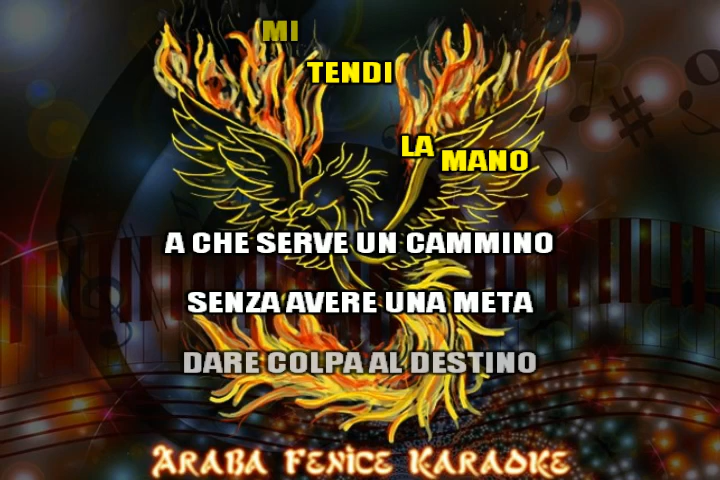 MI
TENDI
LA MANO
A CHE SERVE UN CAMMINO
SENZA AVERE UNA META
DARE COLPA AL DESTINO
ARABA FENICE KARAOKE